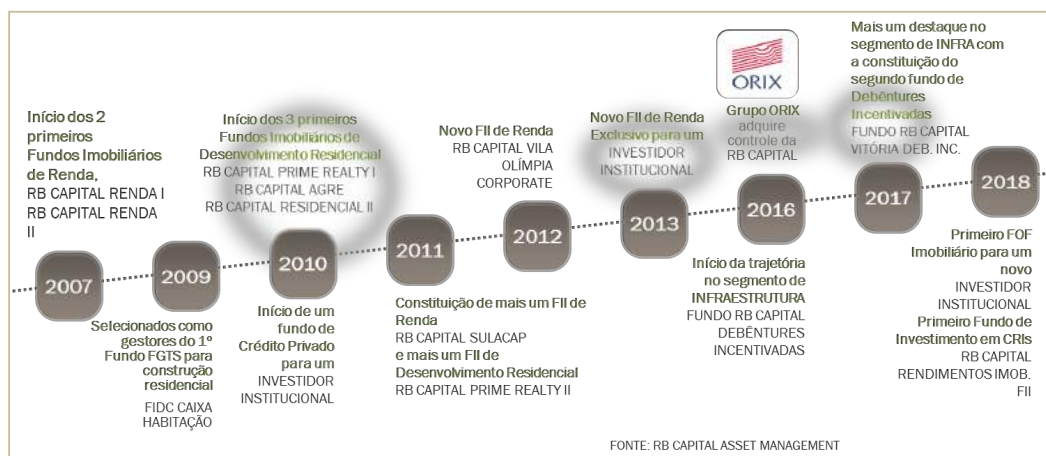 Início dos 2
primeiros
Fundos Imobiliários
de Renda,
RB CAPITAL RENDA I
RB CAPITAL RENDA
II
2007
2009
Selecionados como
gestores do 1º
Fundo FGTS para
construção
residencial
FIDC CAIXA
HABITAÇÃO
Início dos 3 primeiros
Fundos Imobiliários de
Desenvolvimento Residencial
RB CAPITAL PRIME REALTY I
RB CAPITAL AGRE
RB CAPITAL RESIDENCIAL II
2010
Início de um
fundo de
Crédito Privado
para um
INVESTIDOR
INSTITUCIONAL
2011
Constituição de mais um FII de
Renda
RB CAPITAL SULACAP
e mais um FII de
Desenvolvimento Residencial
RB CAPITAL PRIME REALTY II
Novo FII de Renda
RB CAPITAL VILA
OLÍMPIA
CORPORATE
2012
Novo FII de Renda
Exclusivo para um
INVESTIDOR
INSTITUCIONAL
2013
ORIX
Grupo ORIX
adquire
controle da
RB CAPITAL
2016
Início da trajetória
no segmento de
INFRAESTRUTURA
FUNDO RB CAPITAL
DEBÊNTURES
INCENTIVADAS
Mais um destaque no
segmento de INFRA com
a constituição do
segundo fundo de
Debêntures
Incentivadas
FUNDO RB CAPITAL
VITÓRIA DEB. INC.
2017
2018
Primeiro FOF
Imobiliário para um
novo
INVESTIDOR
INSTITUCIONAL
Primeiro Fundo de
Investimento em CRIs
RB CAPITAL
RENDIMENTOS IMOB.
FII
FONTE: RB CAPITAL ASSET MANAGEMENT